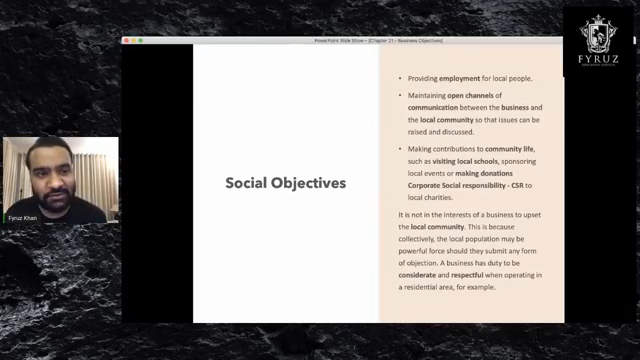 PowerPoint Slide Show - [Chapter 21 - Business Objectives]
FYRUZ
Fyruz Khan
Social Objectives
• Providing employment for local people.
• Maintaining open channels of
communication between the business and
the local community so that issues can be
raised and discussed.
• Making contributions to community life,
such as visiting local schools, sponsoring
local events or making donations
Corporate Social responsibility - CSR to
local charities.
It is not in the interests of a business to upset
the local community. This is because
collectively, the local population may be
powerful force should they submit any form
of objection. A business has duty to be
considerate and respectful when operating in
a residential area, for example.